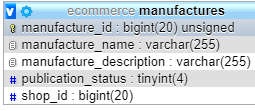 ecommerce manufactures
manufacture_id : bigint(20) unsigned
manufacture_name : varchar(255)
manufacture_description : varchar(255)
# publication_status : tinyint(4)
# shop_id : bigint(20)